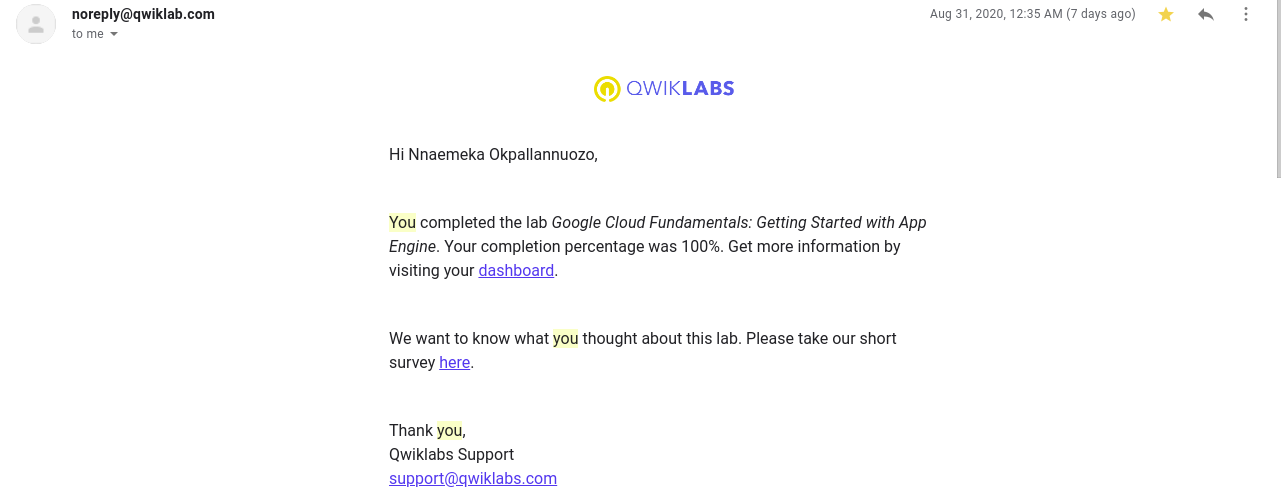 noreply@qwiklab.com
Aug 31, 2020, 12:35 AM (7 days ago)
to me
QWIKLABS
Hi Nnaemeka Okpallannuozo,
You completed the lab Google Cloud Fundamentals: Getting Started with App
Engine. Your completion percentage was 100%. Get more information by
visiting your dashboard.
We want to know what you thought about this lab. Please take our short
survey here.
Thank you,
Qwiklabs Support
support@qwiklabs.com